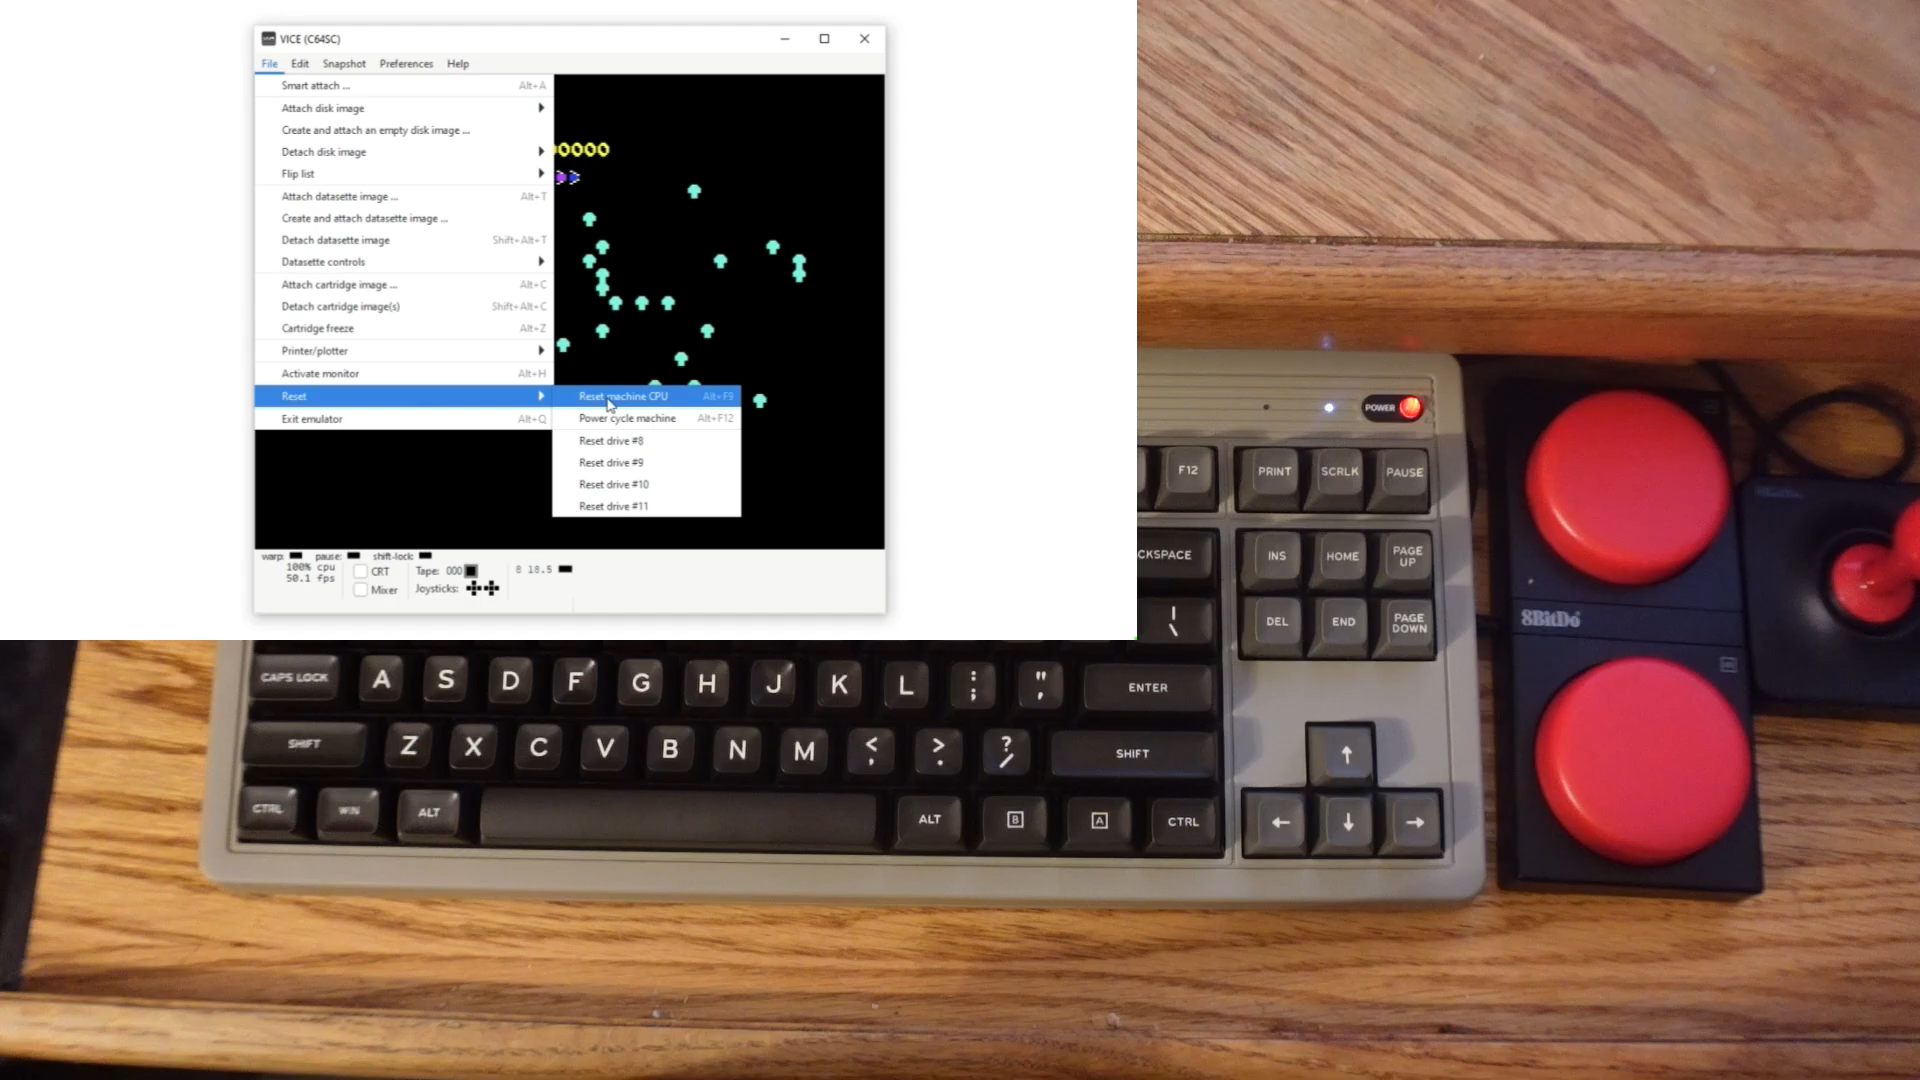 VICE (C64SC)
File Edit Snapshot Preferences Help
Smart attach ... Alt+A
Attach disk image
Create and attach an empty disk image ...
Detach disk image
Flip list
Attach datasette image ... Alt+T
Create and attach datasette image ...
Detach datasette image Shift+Alt+T
Datasette controls
Attach cartridge image ... Alt+C
Detach cartridge image(s) Shift+Alt+C
Cartridge freeze Alt+Z
Printer/plotter
Activate monitor Alt+H
Reset
Exit emulator Alt+Q
Reset machine CPU Alt+F9
Power cycle machine Alt+F12
Reset drive #8
Reset drive #9
Reset drive #10
Reset drive #11
0000
warp: pause: shift-lock:
100% cpu
50.1 fps
CRT
Mixer
Tape: 000
Joysticks:
8 18.5
POWER
F12 PRINT SCRLK PAUSE
CKSPACE INS HOME PAGE UP
| \ DEL END PAGE DOWN
CAPS LOCK A S D F G H J K L : ; " ' ENTER
SHIFT Z X C V B N M < , > . ? / SHIFT
CTRL WIN ALT ALT B A CTRL
↑
← ↓ →
8BitDo